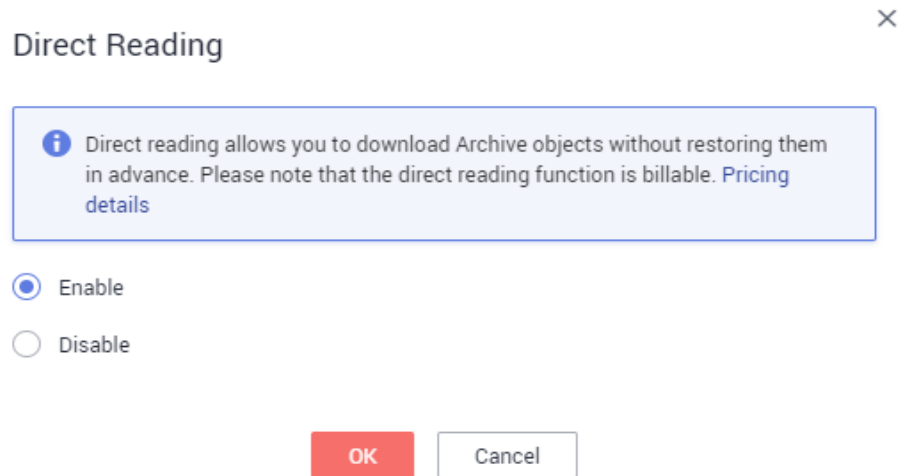 Direct Reading
Direct reading allows you to download Archive objects without restoring them
in advance. Please note that the direct reading function is billable. Pricing
details
Enable
Disable
OK
Cancel